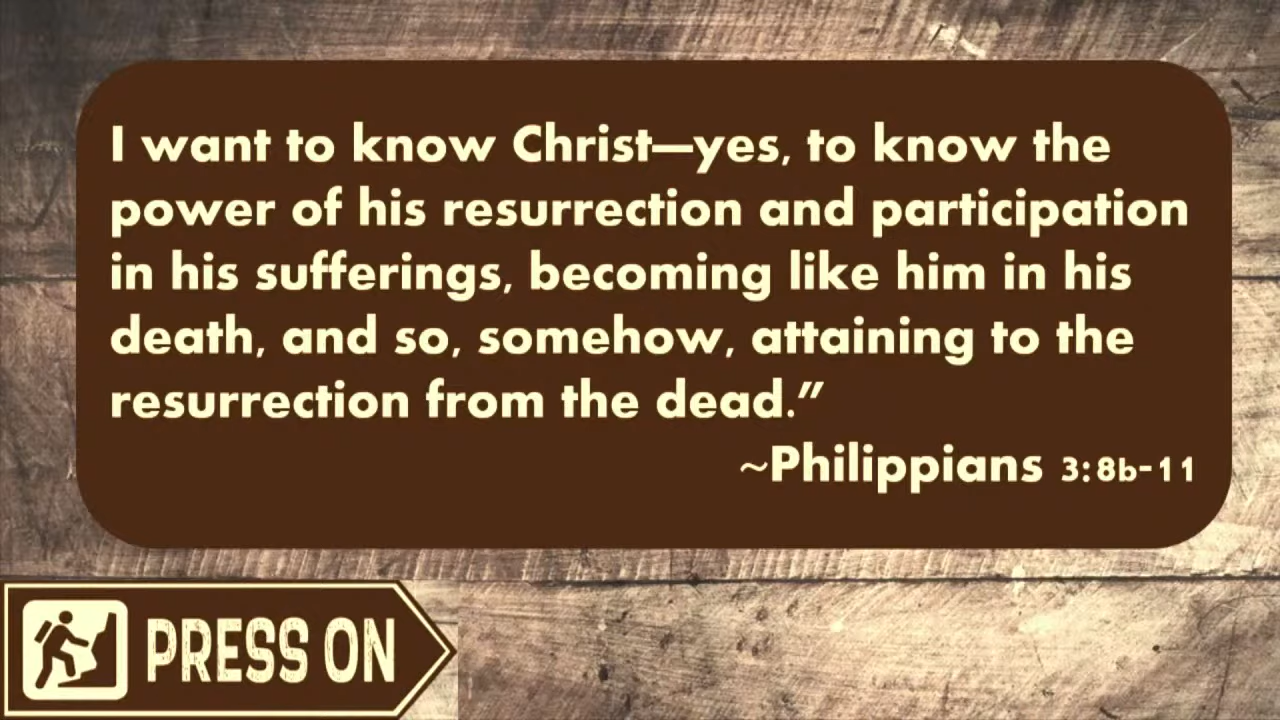 I want to know Christ—yes, to know the
power of his resurrection and participation
in his sufferings, becoming like him in his
death, and so, somehow, attaining to the
resurrection from the dead.”
~Philippians 3:8b-11
PRESS ON